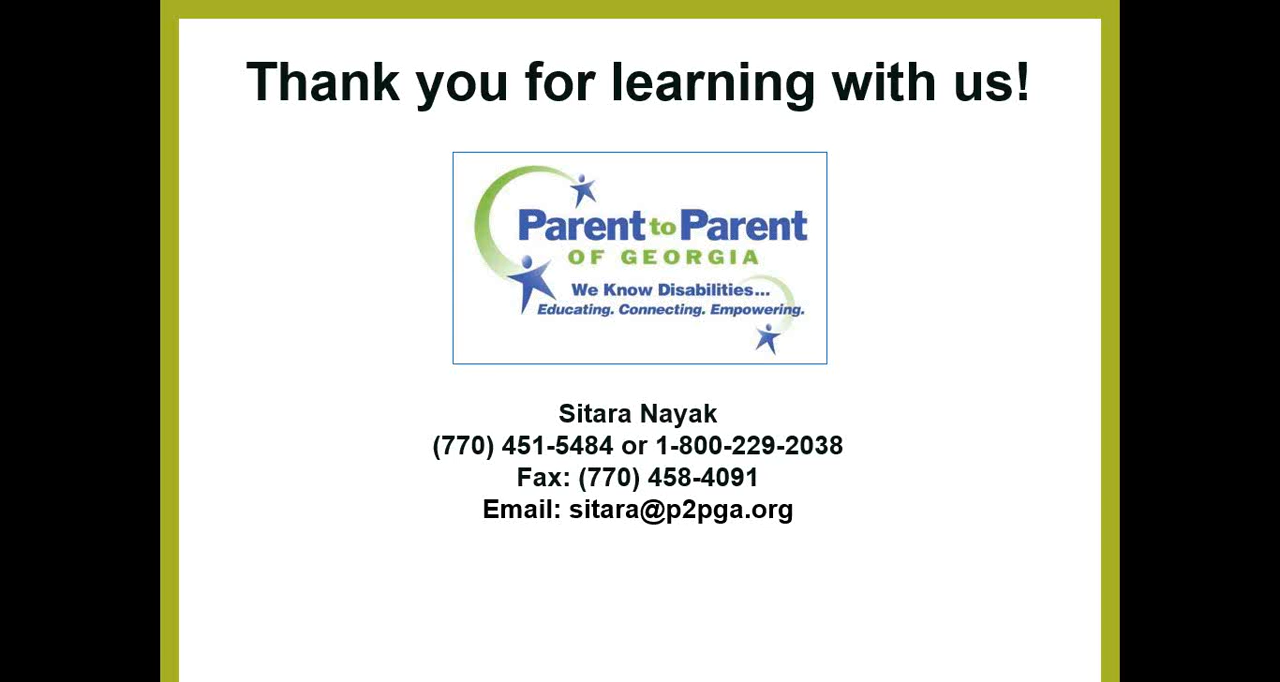 Thank you for learning with us!
Parent to Parent
OF GEORGIA
We Know Disabilities...
Educating. Connecting. Empowering.
Sitara Nayak
(770) 451-5484 or 1-800-229-2038
Fax: (770) 458-4091
Email: sitara@p2pga.org